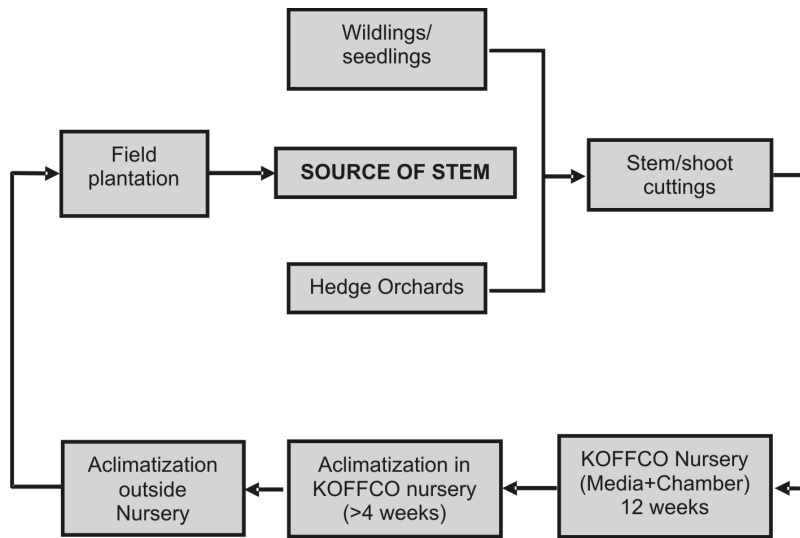 Wildlings/
seedlings
Field
plantation
SOURCE OF STEM
Stem/shoot
cuttings
Hedge Orchards
Aclimatization
outside
Nursery
Aclimatization in
KOFFCO nursery
(>4 weeks)
KOFFCO Nursery
(Media+Chamber)
12 weeks